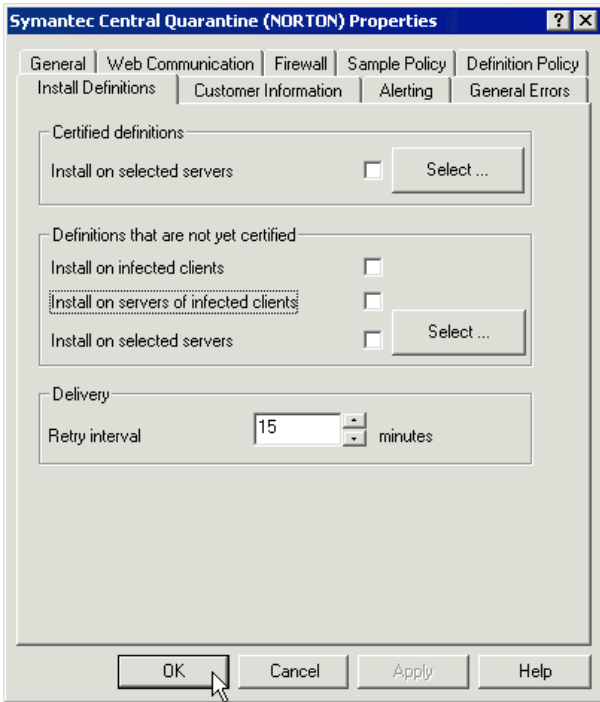 Symantec Central Quarantine (NORTON) Properties
General Web Communication Firewall Sample Policy Definition Policy
Install Definitions Customer Information Alerting General Errors
Certified definitions
Install on selected servers Select ...
Definitions that are not yet certified
Install on infected clients
Install on servers of infected clients
Install on selected servers Select ...
Delivery
Retry interval 15 minutes
OK Cancel Apply Help